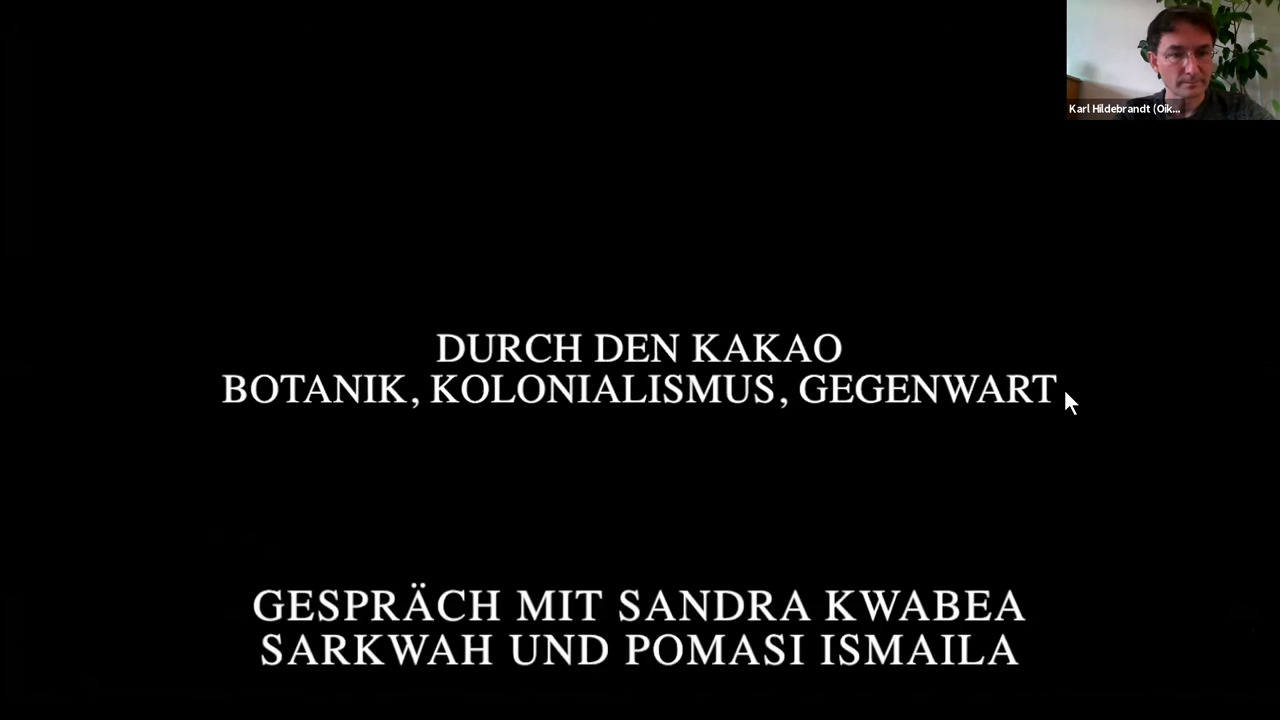 Karl Hildebrandt (Oik...
DURCH DEN KAKAO
BOTANIK, KOLONIALISMUS, GEGENWART
GESPRÄCH MIT SANDRA KWABEA
SARKWAH UND POMASI ISMAILA